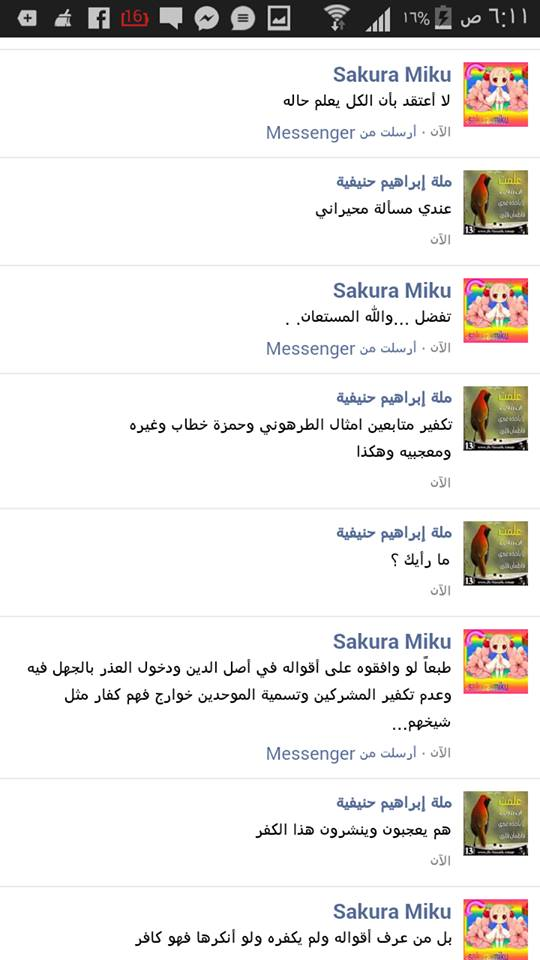 ٦:١١ ص ١٦%
16
Sakura Miku
لا أعتقد بأن الكل يعلم حاله
الآن · أرسلت من Messenger
ملة إبراهيم حنيفية
عندي مسألة محيراني
الآن
Sakura Miku
تفضل ...والله المستعان. .
الآن · أرسلت من Messenger
ملة إبراهيم حنيفية
تكفير متابعين امثال الطرهوني وحمزة خطاب وغيره
ومعجبيه وهكذا
الآن
ملة إبراهيم حنيفية
ما رأيك ؟
الآن
Sakura Miku
طبعاً لو وافقوه على أقواله في أصل الدين ودخول العذر بالجهل فيه
وعدم تكفير المشركين وتسمية الموحدين خوارج فهم كفار مثل
شيخهم...
الآن · أرسلت من Messenger
ملة إبراهيم حنيفية
هم يعجبون وينشرون هذا الكفر
الآن
Sakura Miku
بل من عرف أقواله ولم يكفره ولو أنكرها فهو كافر